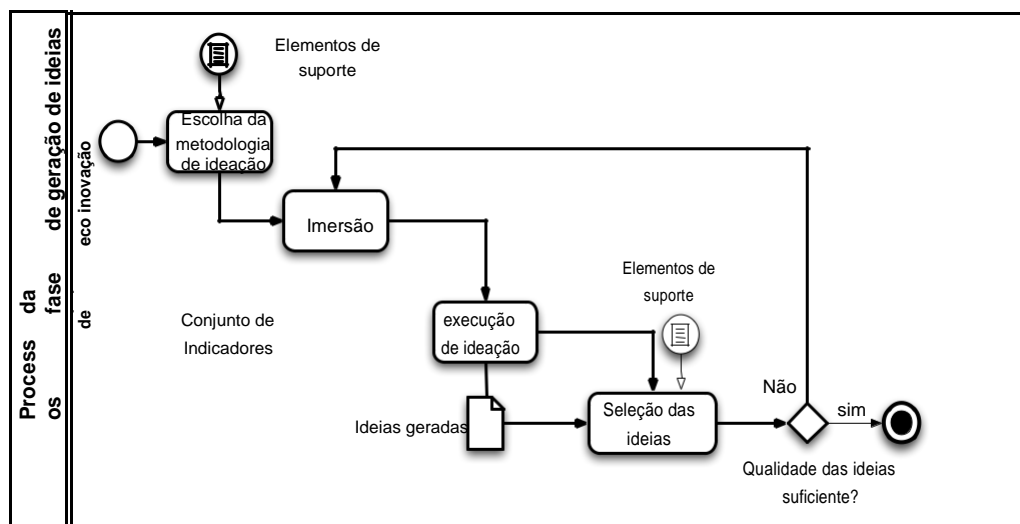 Process da fase de geração de ideias
os
de eco inovação
Elementos de
suporte
Escolha da
metodologia
de ideação
Imersão
Conjunto de
Indicadores
execução
de ideação
Elementos de
suporte
Ideias geradas
Seleção das
ideias
Não
sim
Qualidade das ideias
suficiente?